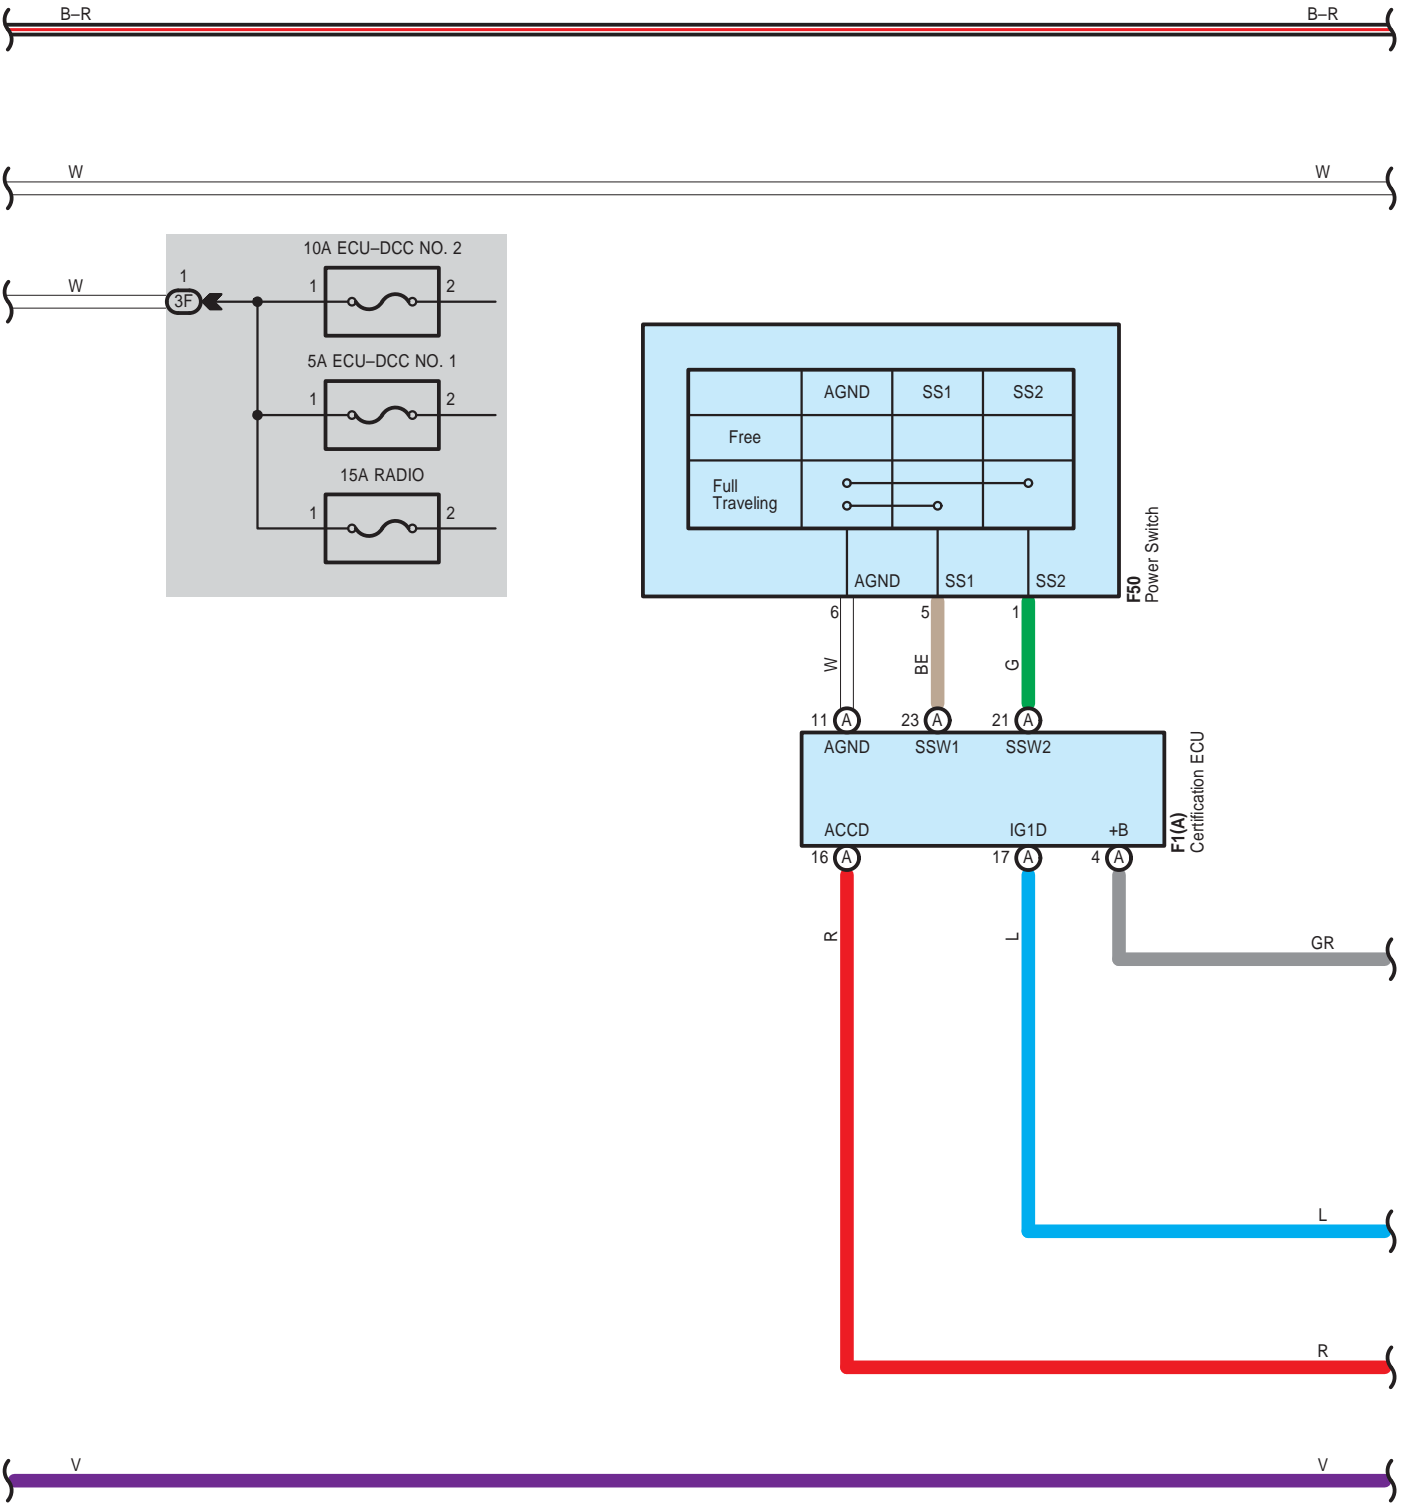 B–R B–R
W W
10A ECU–DCC NO. 2
1
W
3F
1 2
5A ECU–DCC NO. 1
1 2
15A RADIO
1 2
AGND SS1 SS2
Free
Full
Traveling
AGND SS1 SS2
F50
Power Switch
6 5 1
W BE G
11 A 23 A 21 A
AGND SSW1 SSW2
ACCD IG1D +B
F1(A)
Certification ECU
16 A 17 A 4 A
R L
GR
L
R
V V